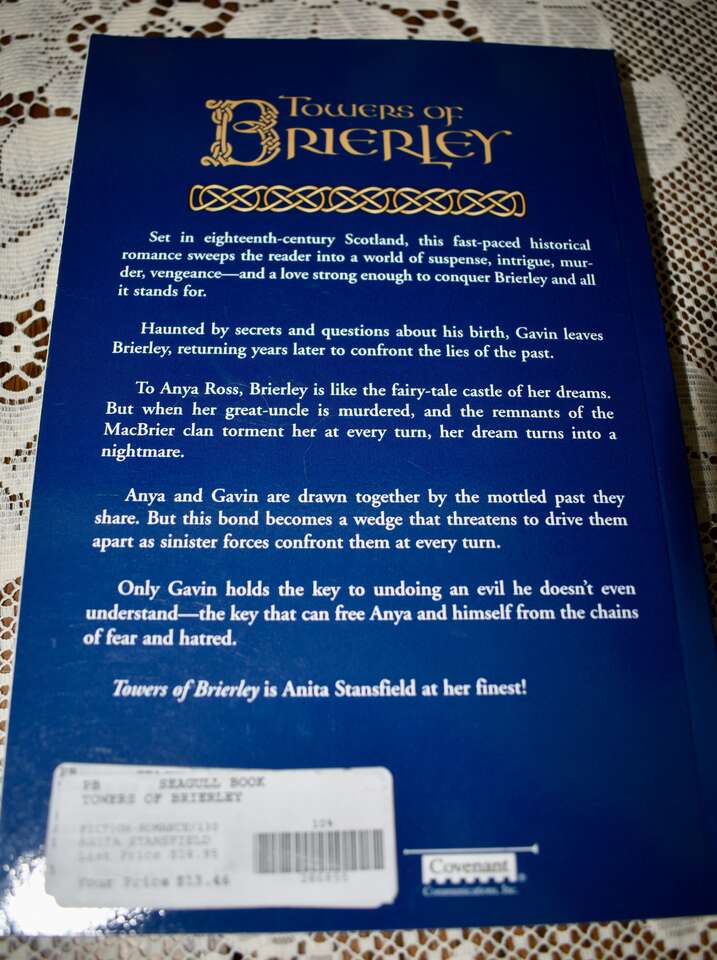 TOWERS OF
BRIERLEY
Set in eighteenth-century Scotland, this fast-paced historical
romance sweeps the reader into a world of suspense, intrigue, mur-
der, vengeance—and a love strong enough to conquer Brierley and all
it stands for.
Haunted by secrets and questions about his birth, Gavin leaves
Brierley, returning years later to confront the lies of the past.
To Anya Ross, Brierley is like the fairy-tale castle of her dreams.
But when her great-uncle is murdered, and the remnants of the
MacBrier clan torment her at every turn, her dream turns into a
nightmare.
Anya and Gavin are drawn together by the mottled past they
share. But this bond becomes a wedge that threatens to drive them
apart as sinister forces confront them at every turn.
Only Gavin holds the key to undoing an evil he doesn't even
understand—the key that can free Anya and himself from the chains
of fear and hatred.
Towers of Brierley is Anita Stansfield at her finest!
PB SEAGULL BOOK
TOWERS OF BRIERLEY
FICTION-ROMANCE/130
ANITA STANSFIELD
List Price $16.95
Your Price $13.46
Covenant
Communications, Inc.